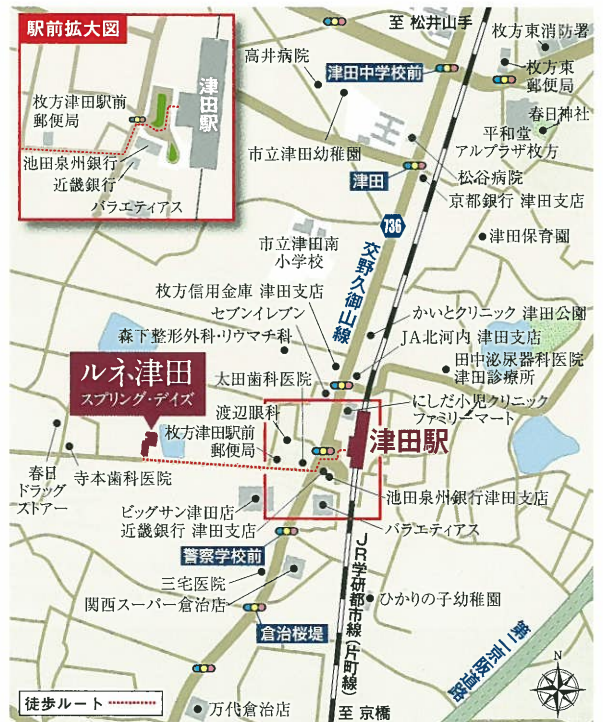 駅前拡大図
津田駅
枚方津田駅前
郵便局
池田泉州銀行
近畿銀行
バラエティアス
至 松井山手
枚方東消防署
高井病院
津田中学校前
枚方東
郵便局
春日神社
平和堂
アルプラザ枚方
市立津田幼稚園
津田
松谷病院
京都銀行 津田支店
736
津田保育園
市立津田南
小学校
交野久御山線
枚方信用金庫 津田支店
セブンイレブン
かいとクリニック 津田公園
森下整形外科・リウマチ科
JA北河内 津田支店
田中泌尿器科医院
津田診療所
ルネ津田
スプリング・デイズ
太田歯科医院
にしだ小児クリニック
ファミリーマート
渡辺眼科
枚方津田駅前
郵便局
津田駅
春日
ドラッグ
ストアー
寺本歯科医院
池田泉州銀行津田支店
ビッグサン津田店
近畿銀行 津田支店
バラエティアス
警察学校前
JR学研都市線(片町線)
三宅医院
関西スーパー倉治店
ひかりの子幼稚園
倉治桜堤
第二京阪道路
N
徒歩ルート
万代倉治店
至 京橋